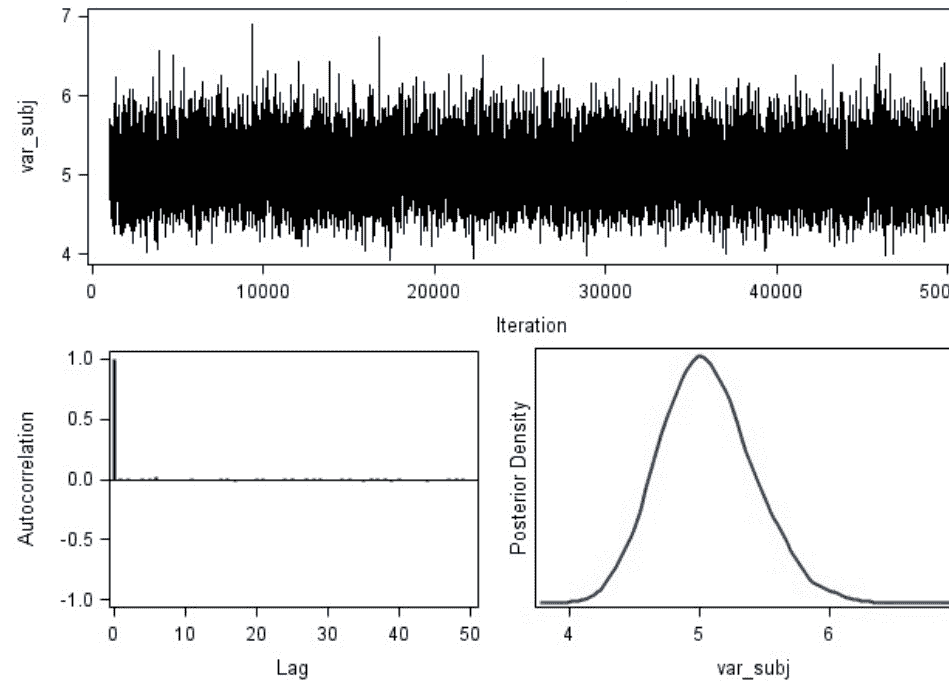 7
6
5
4
var_subj
0 10000 20000 30000 40000 500
Iteration
1.0
0.5
0.0
-0.5
-1.0
Autocorrelation
0 10 20 30 40 50
Lag
Posterior Density
4 5 6
var_subj